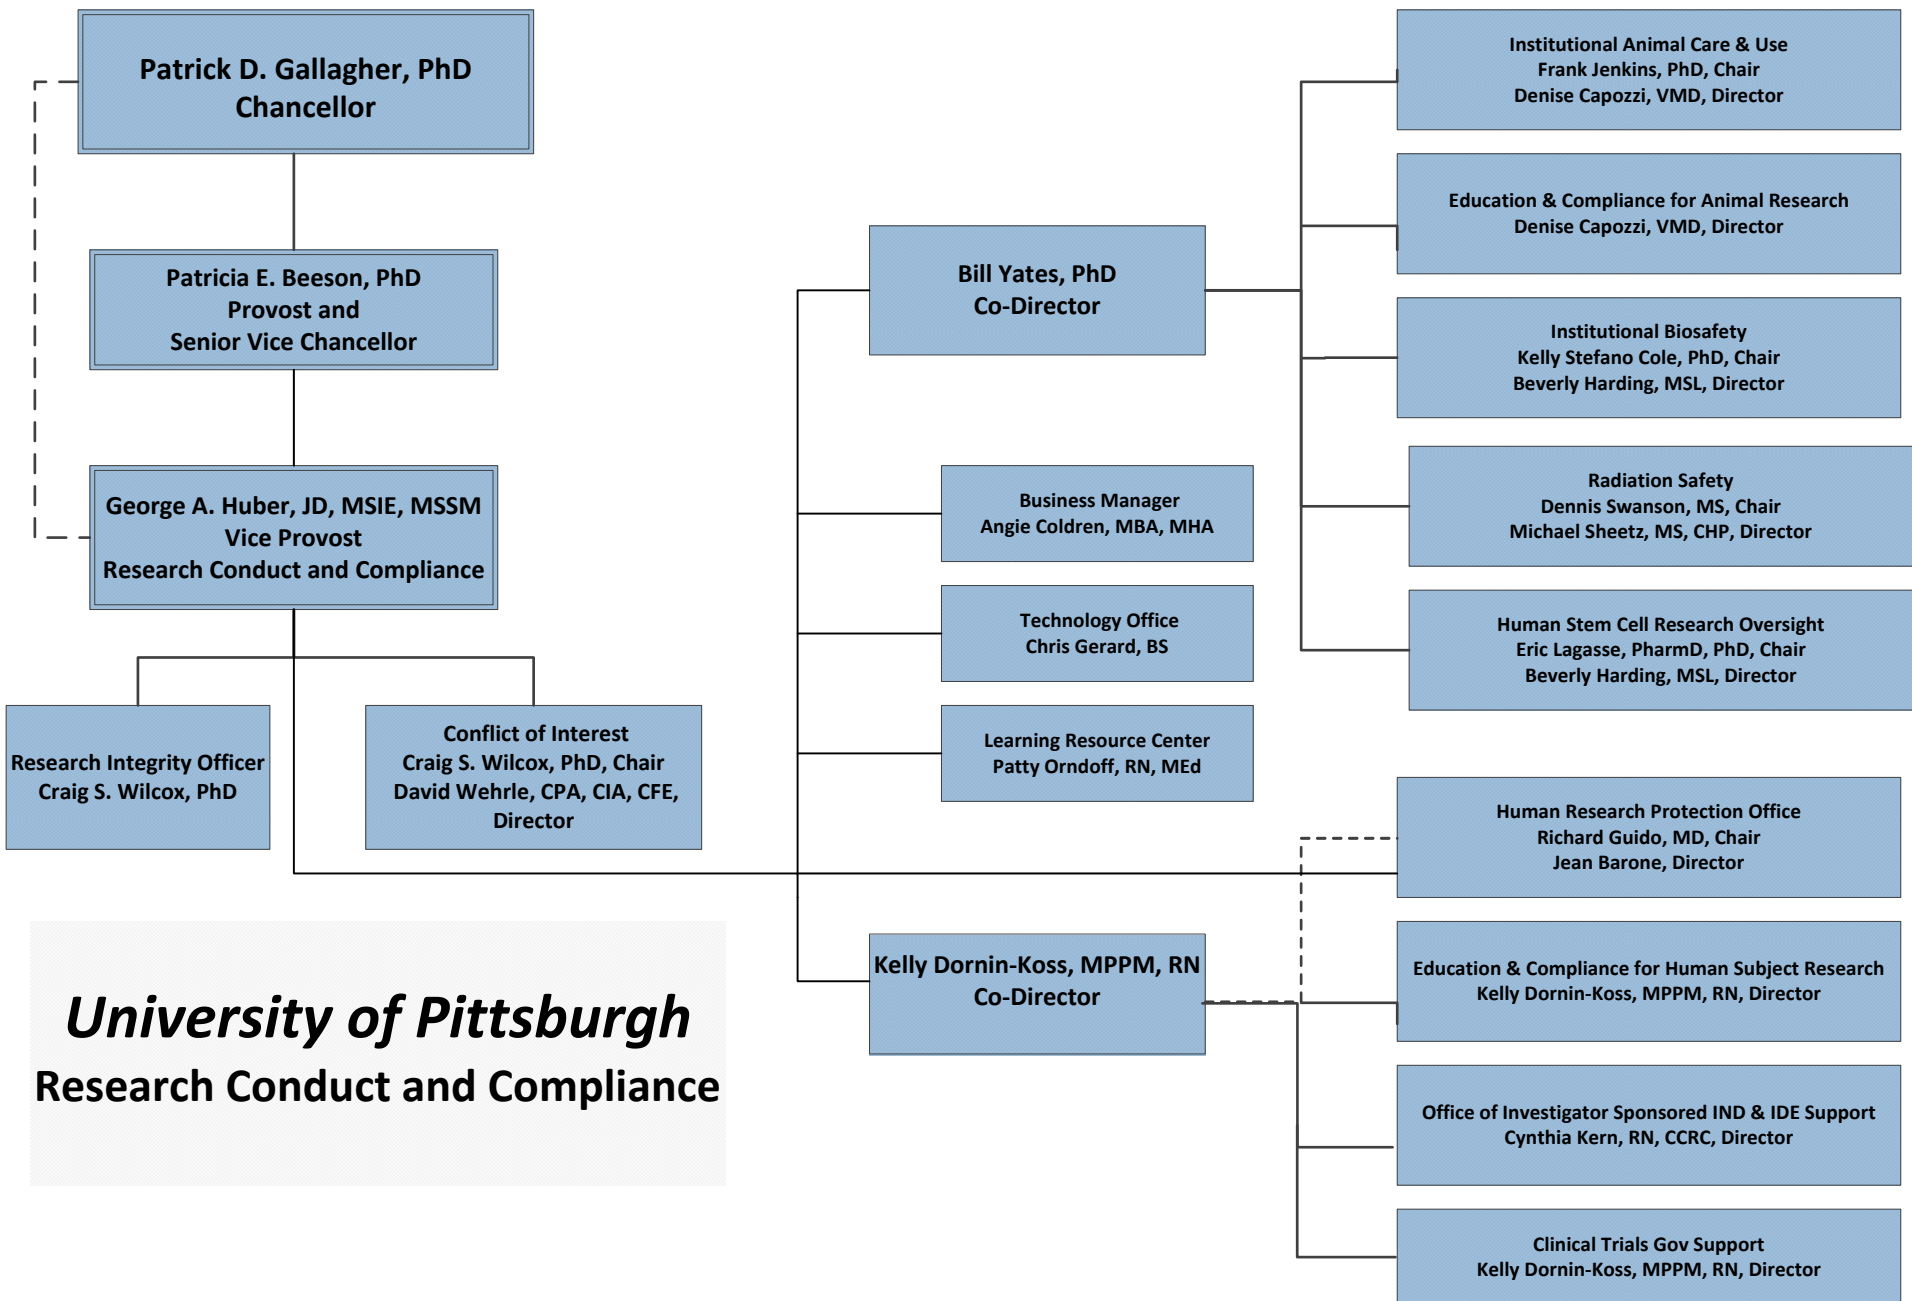 Patrick D. Gallagher, PhD
Chancellor
Patricia E. Beeson, PhD
Provost and
Senior Vice Chancellor
George A. Huber, JD, MSIE, MSSM
Vice Provost
Research Conduct and Compliance
Research Integrity Officer
Craig S. Wilcox, PhD
Conflict of Interest
Craig S. Wilcox, PhD, Chair
David Wehrle, CPA, CIA, CFE,
Director
University of Pittsburgh
Research Conduct and Compliance
Bill Yates, PhD
Co-Director
Business Manager
Angie Coldren, MBA, MHA
Technology Office
Chris Gerard, BS
Learning Resource Center
Patty Orndoff, RN, MEd
Kelly Dornin-Koss, MPPM, RN
Co-Director
Institutional Animal Care & Use
Frank Jenkins, PhD, Chair
Denise Capozzi, VMD, Director
Education & Compliance for Animal Research
Denise Capozzi, VMD, Director
Institutional Biosafety
Kelly Stefano Cole, PhD, Chair
Beverly Harding, MSL, Director
Radiation Safety
Dennis Swanson, MS, Chair
Michael Sheetz, MS, CHP, Director
Human Stem Cell Research Oversight
Eric Lagasse, PharmD, PhD, Chair
Beverly Harding, MSL, Director
Human Research Protection Office
Richard Guido, MD, Chair
Jean Barone, Director
Education & Compliance for Human Subject Research
Kelly Dornin-Koss, MPPM, RN, Director
Office of Investigator Sponsored IND & IDE Support
Cynthia Kern, RN, CCRC, Director
Clinical Trials Gov Support
Kelly Dornin-Koss, MPPM, RN, Director